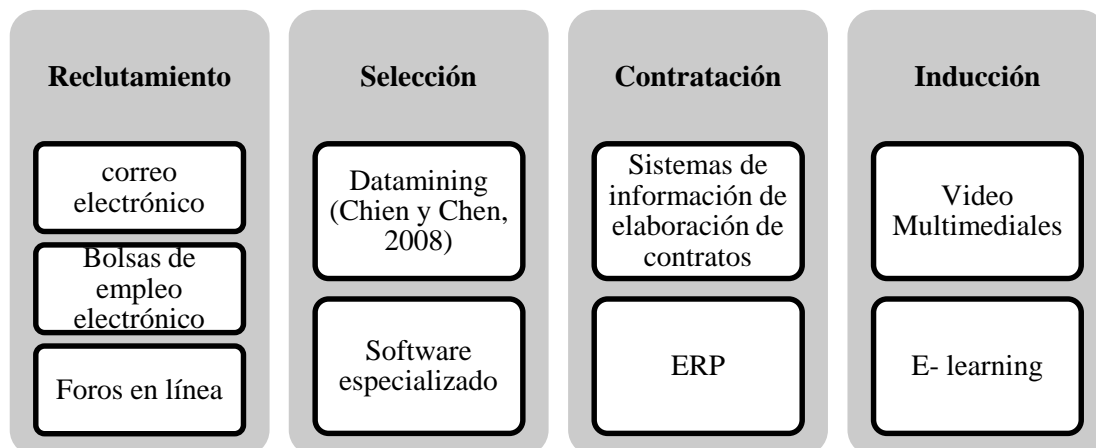 Reclutamiento
correo
electrónico
Bolsas de
empleo
electrónico
Foros en línea
Selección
Datamining
(Chien y Chen,
2008)
Software
especializado
Contratación
Sistemas de
información de
elaboración de
contratos
ERP
Inducción
Video
Multimediales
E- learning